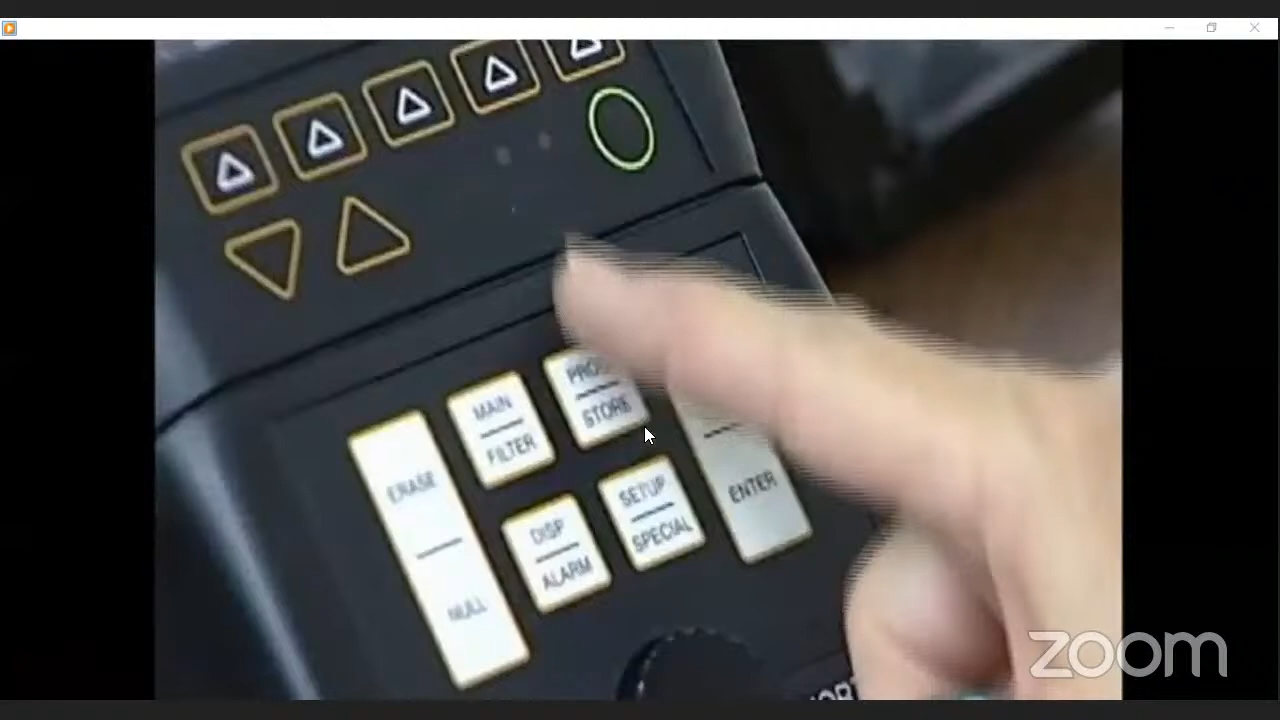 MAIN
FILTER
STORE
ERASE
NULL
DISP
ALARM
SETUP
SPECIAL
ENTER
zoom